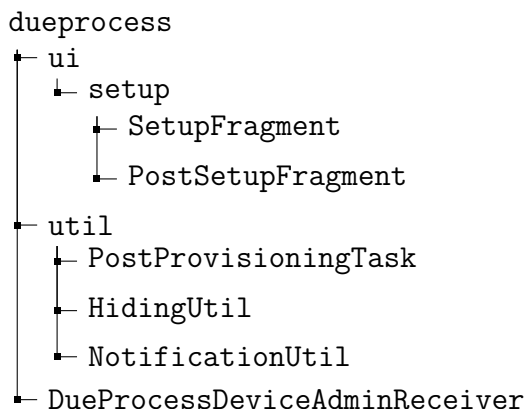 dueprocess
ui
setup
SetupFragment
PostSetupFragment
util
PostProvisioningTask
HidingUtil
NotificationUtil
DueProcessDeviceAdminReceiver